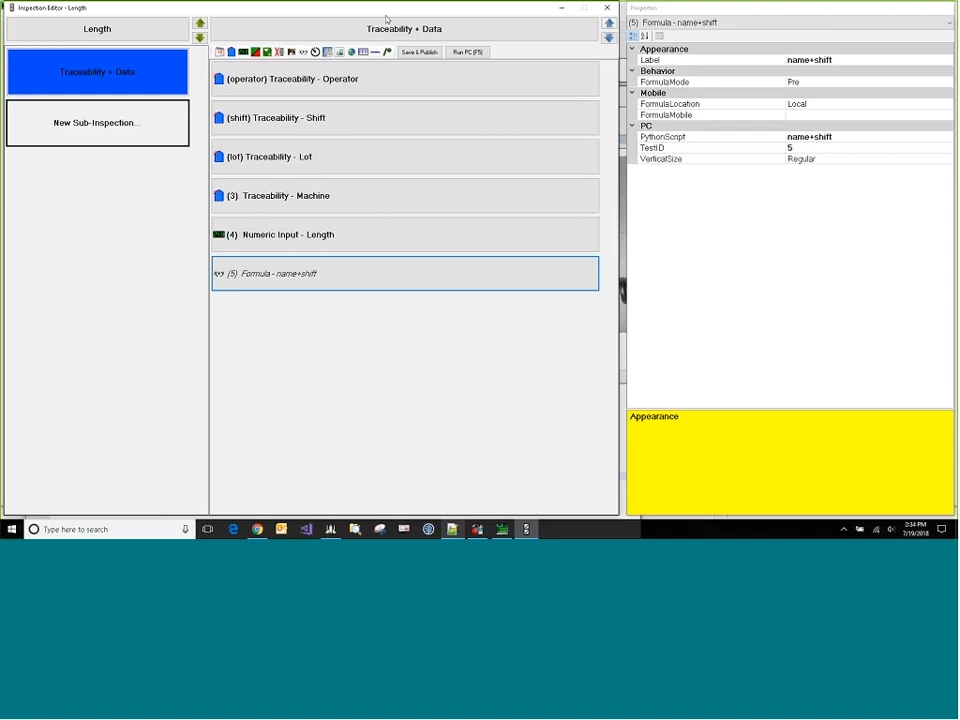 Inspection Editor - Length
Length
Traceability + Data
Traceability + Data
New Sub-Inspection...
Save & Publish
Run PC (F5)
(operator) Traceability - Operator
(shift) Traceability - Shift
(lot) Traceability - Lot
(3) Traceability - Machine
(4) Numeric Input - Length
(5) Formula - name+shift
Properties
(5) Formula - name+shift
Appearance
Label name+shift
Behavior
FormulaMode Pre
Mobile
FormulaLocation Local
FormulaMobile
PC
PythonScript name+shift
TestID 5
VerticalSize Regular
Appearance
Type here to search
2:34 PM
7/19/2018